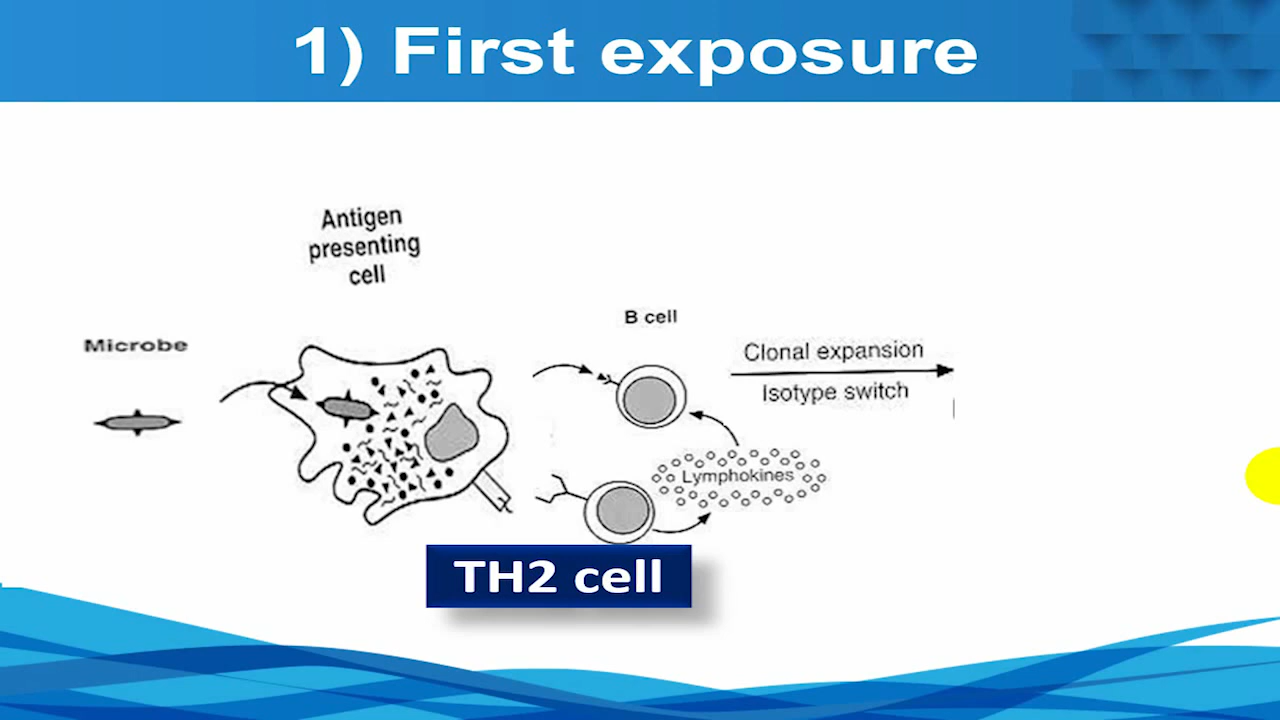 1) First exposure
Antigen
presenting
cell
Microbe
B cell
Clonal expansion
Isotype switch
Lymphokines
TH2 cell